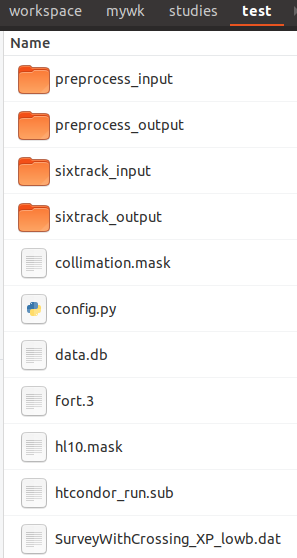 workspace mywk studies test
Name
preprocess_input
preprocess_output
sixtrack_input
sixtrack_output
collimation.mask
config.py
data.db
fort.3
hl10.mask
htcondor_run.sub
SurveyWithCrossing_XP_lowb.dat